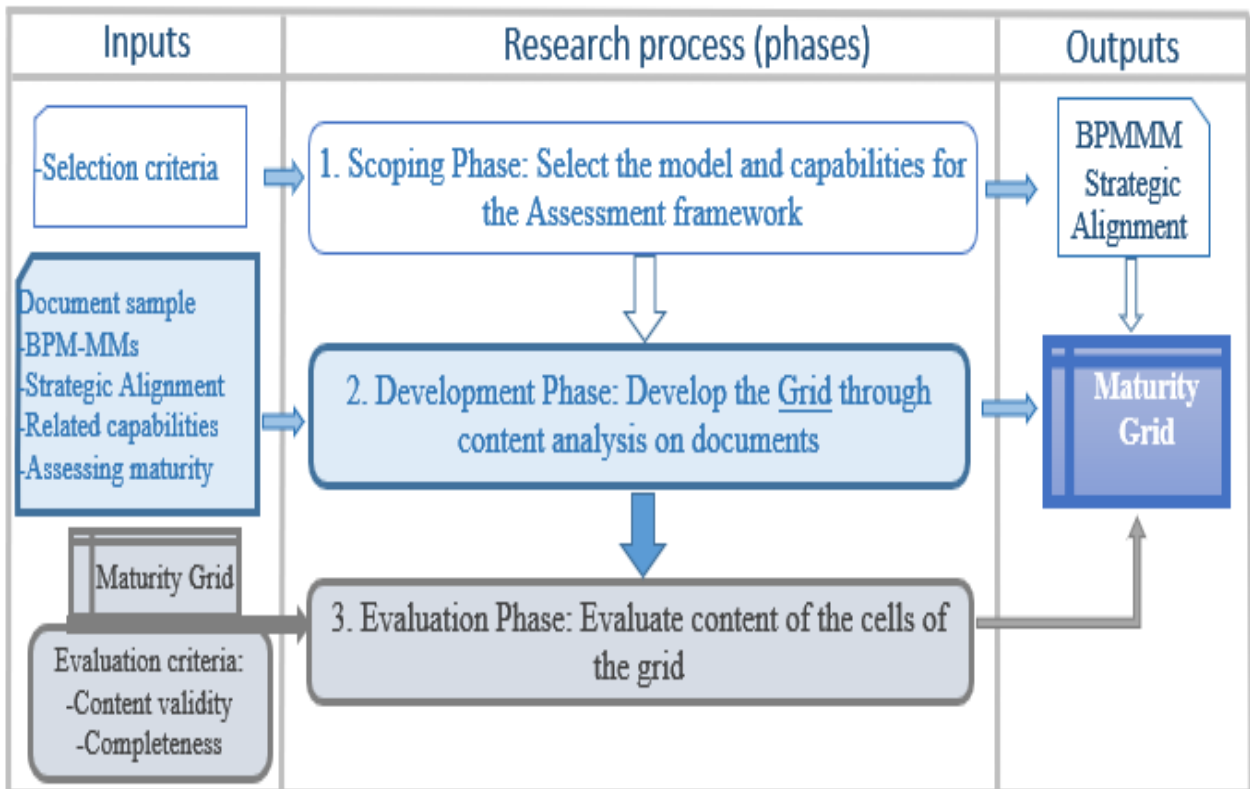 Inputs
Research process (phases)
Outputs
-Selection criteria
1. Scoping Phase: Select the model and capabilities for
the Assessment framework
BPMMM
Strategic
Alignment
Document sample
-BPM-MMs
-Strategic Alignment
-Related capabilities
-Assessing maturity
2. Development Phase: Develop the Grid through
content analysis on documents
Maturity
Grid
Maturity Grid
Evaluation criteria:
-Content validity
-Completeness
3. Evaluation Phase: Evaluate content of the cells of
the grid